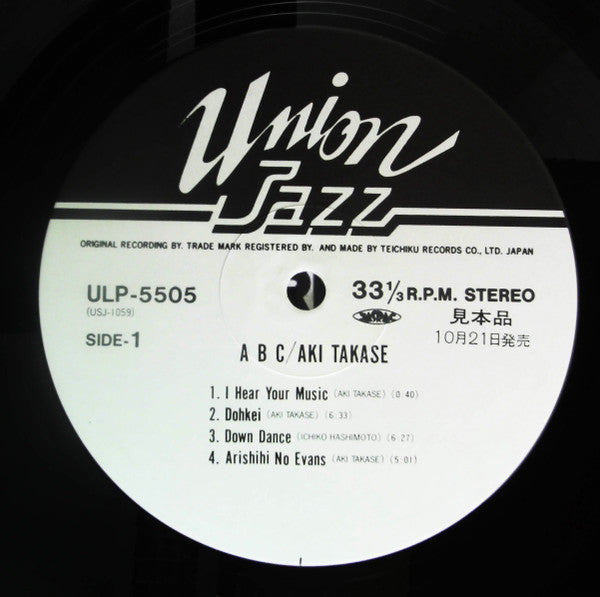 Union
Jazz
ORIGINAL RECORDING BY. TRADE MARK REGISTERED BY. AND MADE BY TEICHIKU RECORDS CO., LTD. JAPAN
ULP-5505
(USJ-1059)
SIDE-1
33 1/3 R.P.M. STEREO
JASRAC
見本品
10月21日発売
A B C/AKI TAKASE
1. I Hear Your Music (AKI TAKASE) (0:40)
2. Dohkei (AKI TAKASE) (6:33)
3. Down Dance (ICHIKO HASHIMOTO) (6:27)
4. Arishihi No Evans (AKI TAKASE) (5:01)